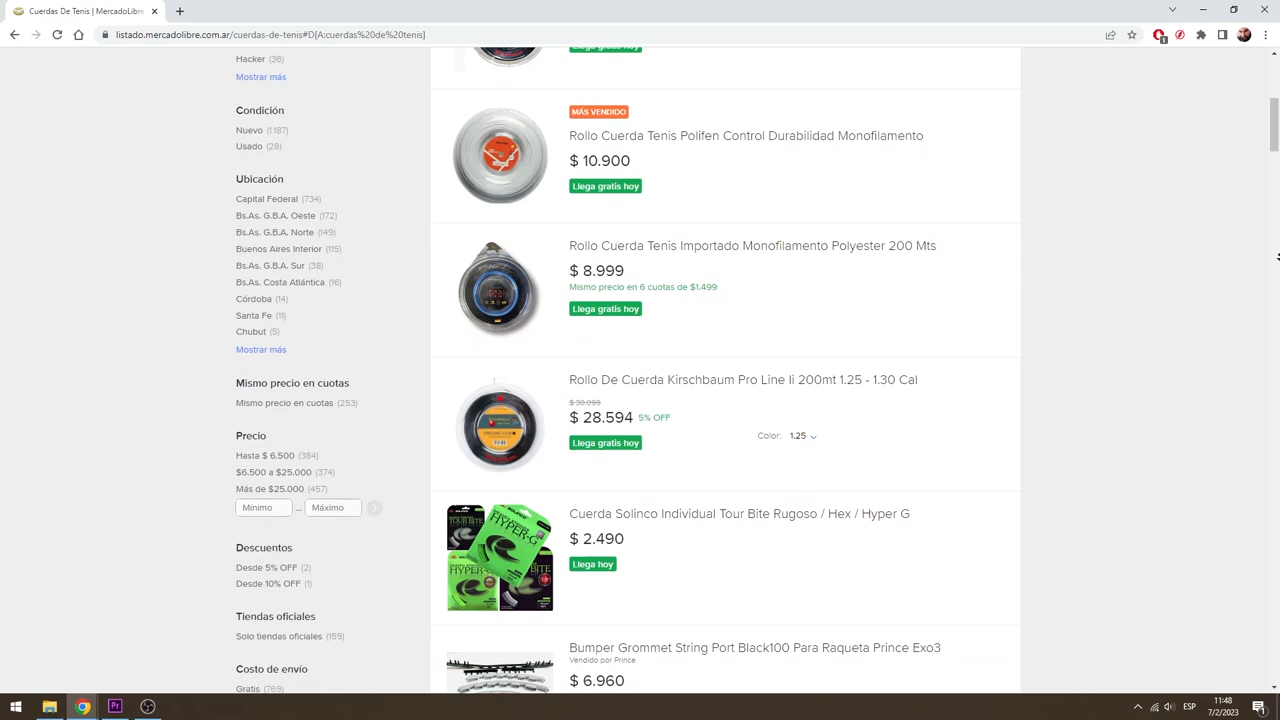 Cuerdas De Tenis | MercadoLibre
listado.mercadolibre.com.ar/cuerdas-de-tenis#D[A:cuerdas%20de%20tenis]
Hacker (36)
Mostrar más
Condición
Nuevo (1.187)
Usado (28)
Ubicación
Capital Federal (734)
Bs.As. G.B.A. Oeste (172)
Bs.As. G.B.A. Norte (149)
Buenos Aires Interior (115)
Bs.As. G.B.A. Sur (38)
Bs.As. Costa Atlántica (16)
Córdoba (14)
Santa Fe (11)
Chubut (5)
Mostrar más
Mismo precio en cuotas
Mismo precio en cuotas (253)
Precio
Hasta $ 6.500 (384)
$6.500 a $25.000 (374)
Más de $25.000 (457)
Mínimo — Máximo
Descuentos
Desde 5% OFF (2)
Desde 10% OFF (1)
Tiendas oficiales
Solo tiendas oficiales (159)
Costo de envío
Gratis (769)
Llega gratis hoy
MÁS VENDIDO
Rollo Cuerda Tenis Polifen Control Durabilidad Monofilamento
$ 10.900
Llega gratis hoy
Rollo Cuerda Tenis Importado Monofilamento Polyester 200 Mts
$ 8.999
Mismo precio en 6 cuotas de $1.499
Llega gratis hoy
Rollo De Cuerda Kirschbaum Pro Line Ii 200mt 1.25 - 1.30 Cal
$ 30.099
$ 28.594 5% OFF
Llega gratis hoy
Color: 1.25
Cuerda Solinco Individual Tour Bite Rugoso / Hex / Hyper G
$ 2.490
Llega hoy
TOUR BITE
HYPER-G
HYPER-G
BITE
Bumper Grommet String Port Black100 Para Raqueta Prince Exo3
Vendido por Prince
$ 6.960
Pr
ESP
11:48
7/2/2023